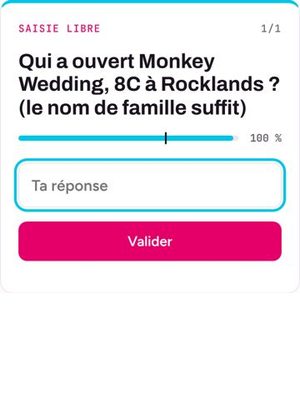 SAISIE LIBRE
1/1
Qui a ouvert Monkey
Wedding, 8C à Rocklands ?
(le nom de famille suffit)
100 %
Ta réponse
Valider